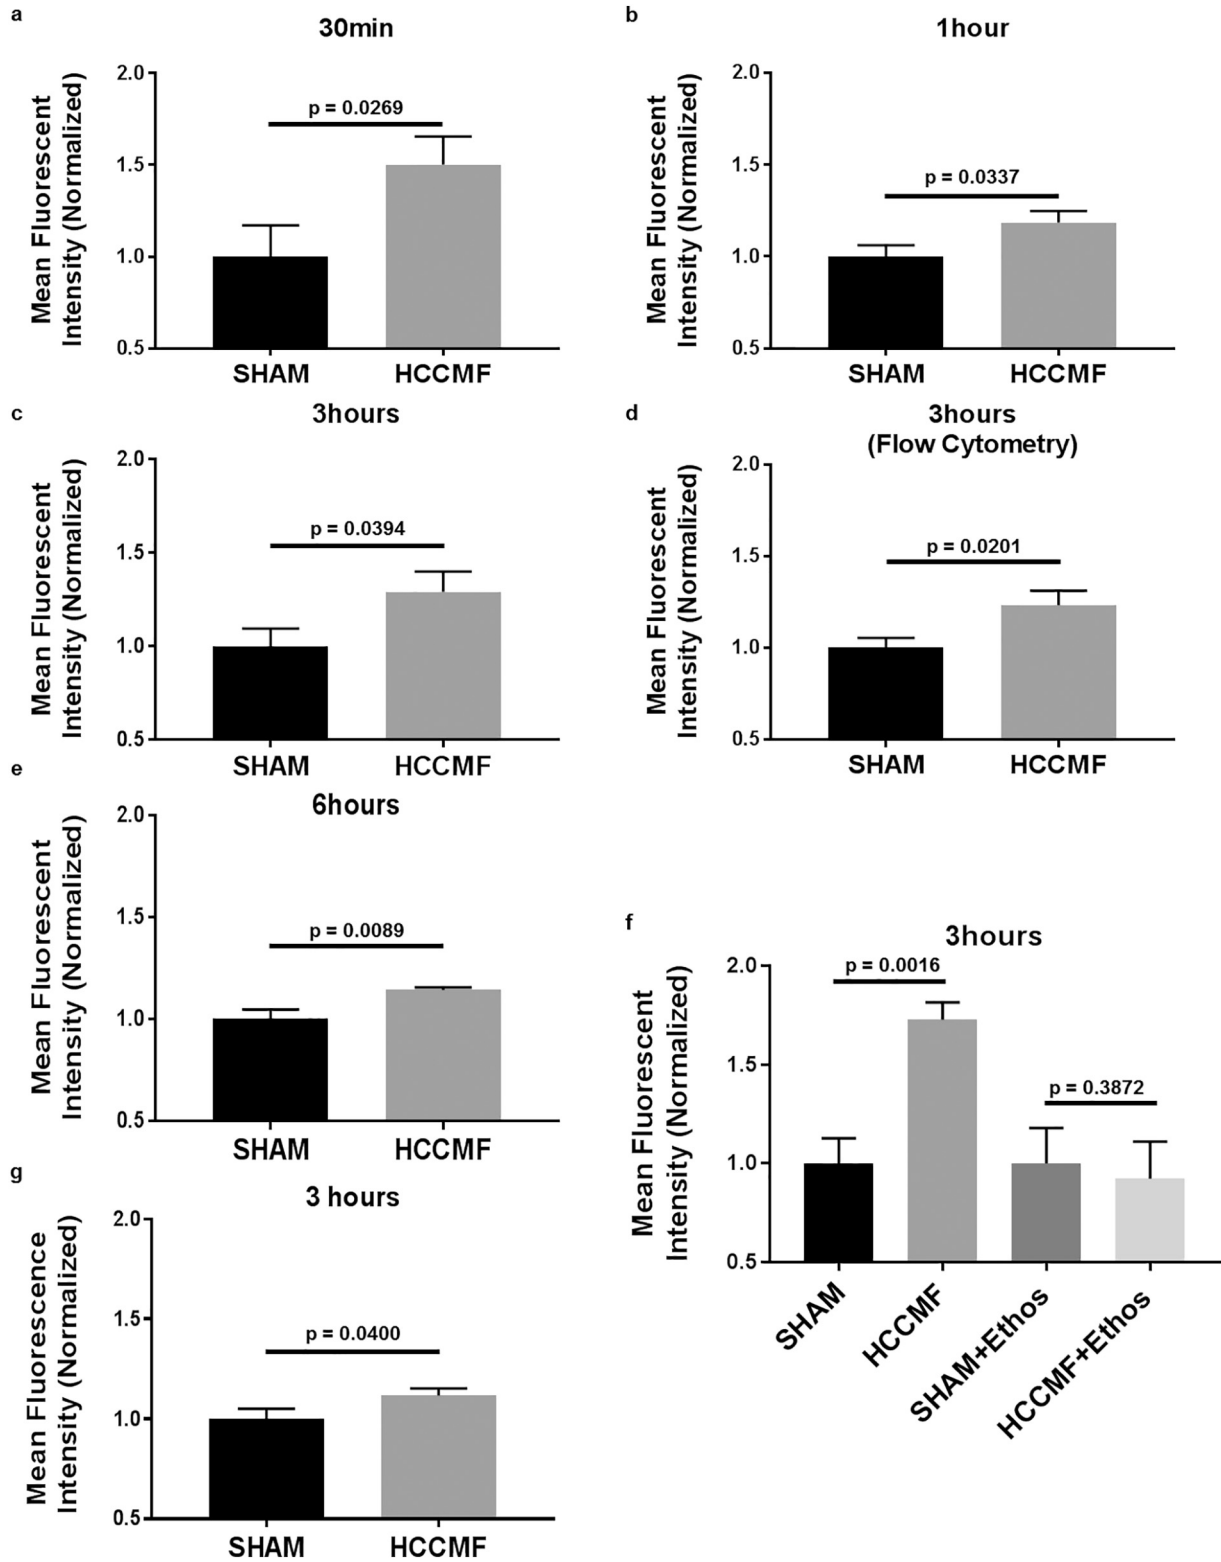 a
30min
Mean Fluorescent
Intensity (Normalized)
2.0
1.5
1.0
0.5
p = 0.0269
SHAM
HCCMF
b
1hour
Mean Fluorescent
Intensity (Normalized)
2.0
1.5
1.0
0.5
p = 0.0337
SHAM
HCCMF
c
3hours
Mean Fluorescent
Intensity (Normalized)
2.0
1.5
1.0
0.5
p = 0.0394
SHAM
HCCMF
d
3hours
(Flow Cytometry)
Mean Fluorescent
Intensity (Normalized)
2.0
1.5
1.0
0.5
p = 0.0201
SHAM
HCCMF
e
6hours
Mean Fluorescent
Intensity (Normalized)
2.0
1.5
1.0
0.5
p = 0.0089
SHAM
HCCMF
f
3hours
Mean Fluorescent
Intensity (Normalized)
2.0
1.5
1.0
0.5
p = 0.0016
p = 0.3872
SHAM
HCCMF
SHAM+Ethos
HCCMF+Ethos
g
3 hours
Mean Fluorescence
Intensity (Normalized)
2.0
1.5
1.0
0.5
p = 0.0400
SHAM
HCCMF